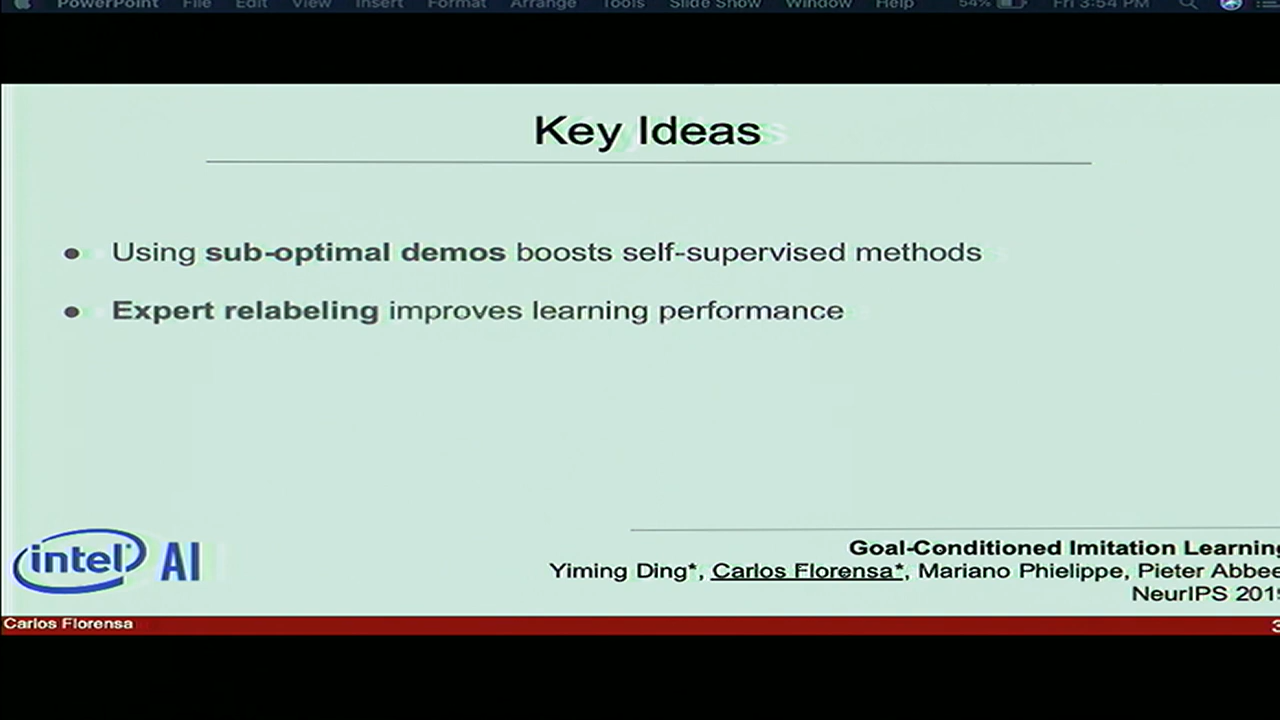 PowerPoint File Edit View Insert Format Arrange Tools Slide Show Window Help 54% Fri 3:54 PM
Key Ideas
Using sub-optimal demos boosts self-supervised methods
Expert relabeling improves learning performance
intel AI
Goal-Conditioned Imitation Learning
Yiming Ding*, Carlos Florensa*, Mariano Phielippe, Pieter Abbee
NeurIPS 201
Carlos Florensa